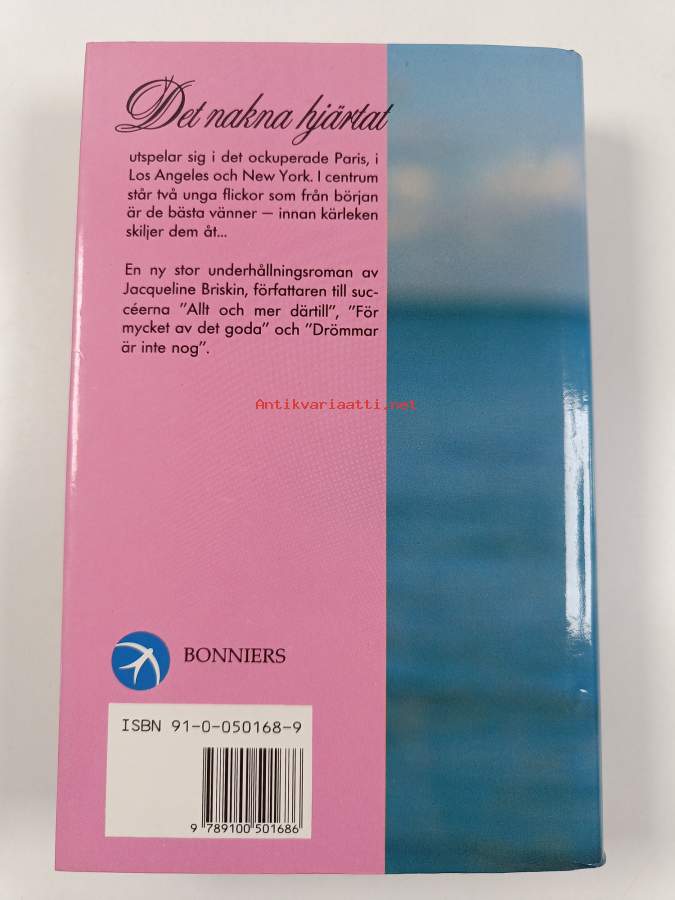 Det nakna hjärtat
utspelar sig i det ockuperade Paris, i
Los Angeles och New York. I centrum
står två unga flickor som från början
är de bästa vänner – innan kärleken
skiljer dem åt...
En ny stor underhållningsroman av
Jacqueline Briskin, författaren till suc-
céerna ”Allt och mer därtill”, ”För
mycket av det goda” och ”Drömmar
är inte nog”.
Antikvariaatti.net
BONNIERS
ISBN 91-0-050168-9
9 789100 501686